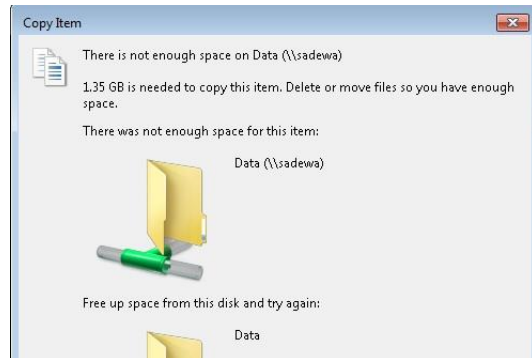 Copy Item
There is not enough space on Data (\\sadewa)
1.35 GB is needed to copy this item. Delete or move files so you have enough
space.
There was not enough space for this item:
Data (\\sadewa)
Free up space from this disk and try again:
Data